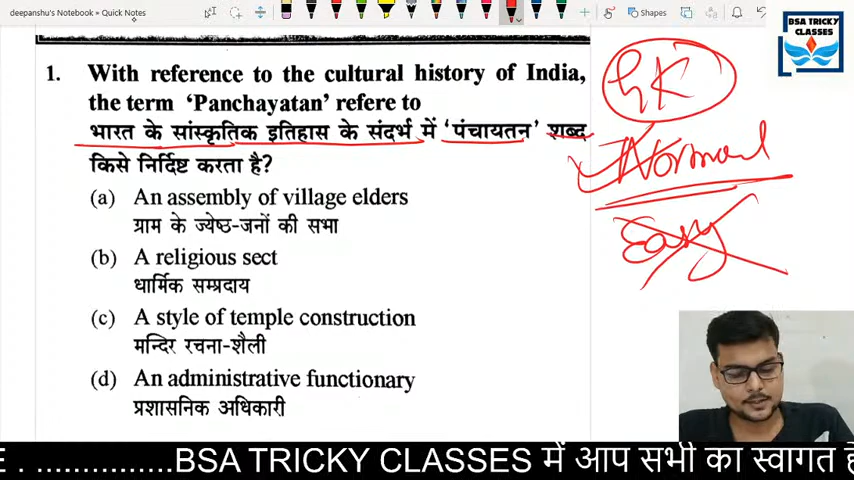 deepanshu's Notebook » Quick Notes
Shapes
BSA TRICKY
CLASSES
1. With reference to the cultural history of India,
the term ‘Panchayatan’ refere to
भारत के सांस्कृतिक इतिहास के संदर्भ में ‘पंचायतन’ शब्द
किसे निर्दिष्ट करता है?
(a) An assembly of village elders
ग्राम के ज्येष्ठ-जनों की सभा
(b) A religious sect
धार्मिक सम्प्रदाय
(c) A style of temple construction
मन्दिर रचना-शैली
(d) An administrative functionary
प्रशासनिक अधिकारी
GK
Normal
Easy
E . ...............BSA TRICKY CLASSES में आप सभी का स्वागत है